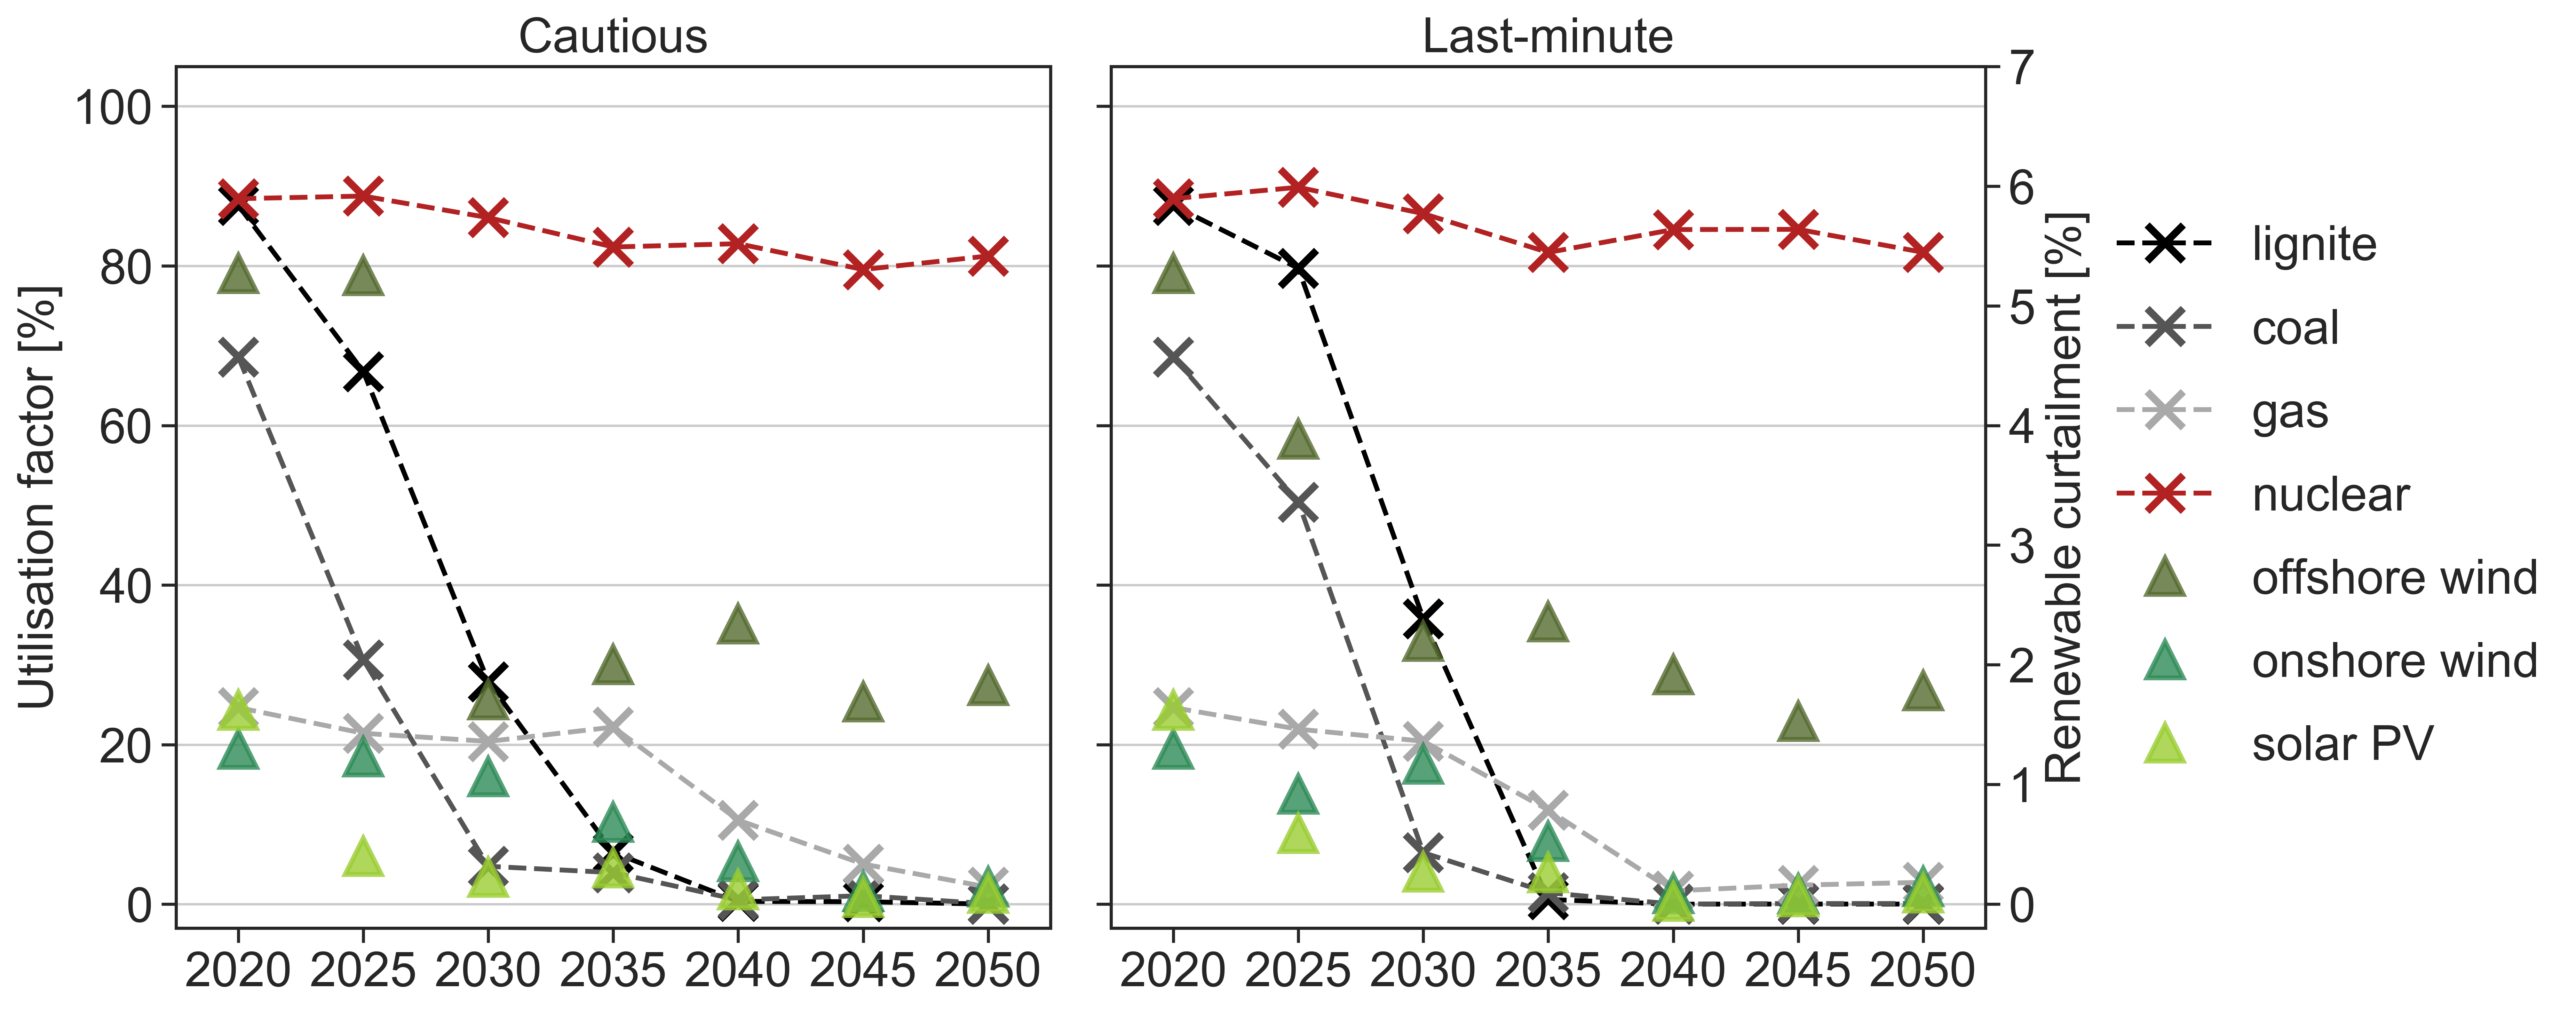 Cautious
Last-minute
Utilisation factor [%]
100
80
60
40
20
0
2020 2025 2030 2035 2040 2045 2050
2020 2025 2030 2035 2040 2045 2050
7
6
5
4
3
2
1
0
Renewable curtailment [%]
lignite
coal
gas
nuclear
offshore wind
onshore wind
solar PV